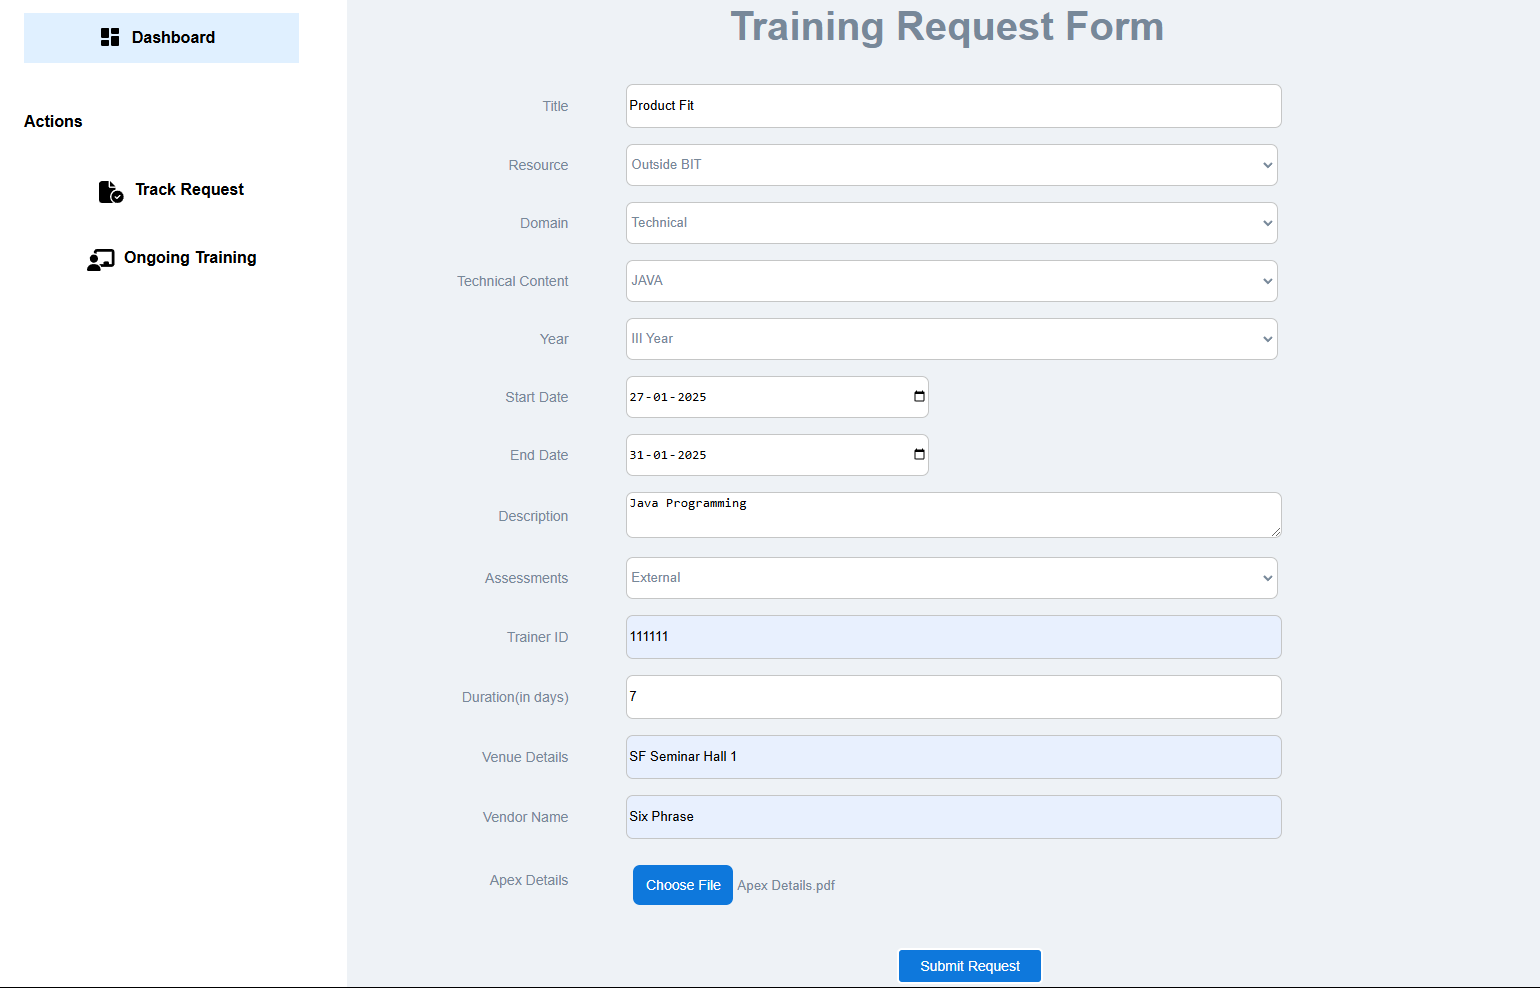 Dashboard
Actions
Track Request
Ongoing Training
Training Request Form
Title Product Fit
Resource Outside BIT
Domain Technical
Technical Content JAVA
Year III Year
Start Date 27-01-2025
End Date 31-01-2025
Description Java Programming
Assessments External
Trainer ID 111111
Duration(in days) 7
Venue Details SF Seminar Hall 1
Vendor Name Six Phrase
Apex Details Choose File Apex Details.pdf
Submit Request